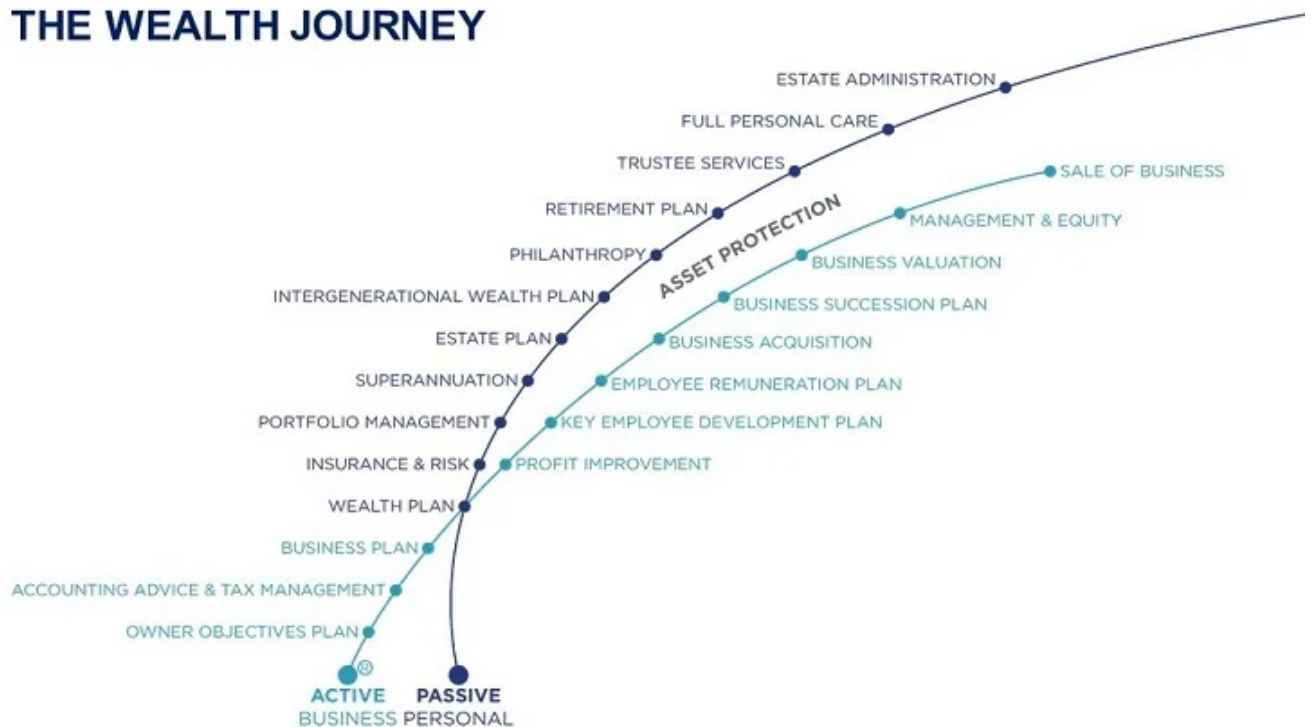 THE WEALTH JOURNEY
ESTATE ADMINISTRATION
FULL PERSONAL CARE
TRUSTEE SERVICES
SALE OF BUSINESS
RETIREMENT PLAN
MANAGEMENT & EQUITY
ASSET PROTECTION
PHILANTHROPY
BUSINESS VALUATION
INTERGENERATIONAL WEALTH PLAN
BUSINESS SUCCESSION PLAN
ESTATE PLAN
BUSINESS ACQUISITION
SUPERANNUATION
EMPLOYEE REMUNERATION PLAN
PORTFOLIO MANAGEMENT
KEY EMPLOYEE DEVELOPMENT PLAN
INSURANCE & RISK
PROFIT IMPROVEMENT
WEALTH PLAN
BUSINESS PLAN
ACCOUNTING ADVICE & TAX MANAGEMENT
OWNER OBJECTIVES PLAN
®
ACTIVE
BUSINESS
PASSIVE
PERSONAL